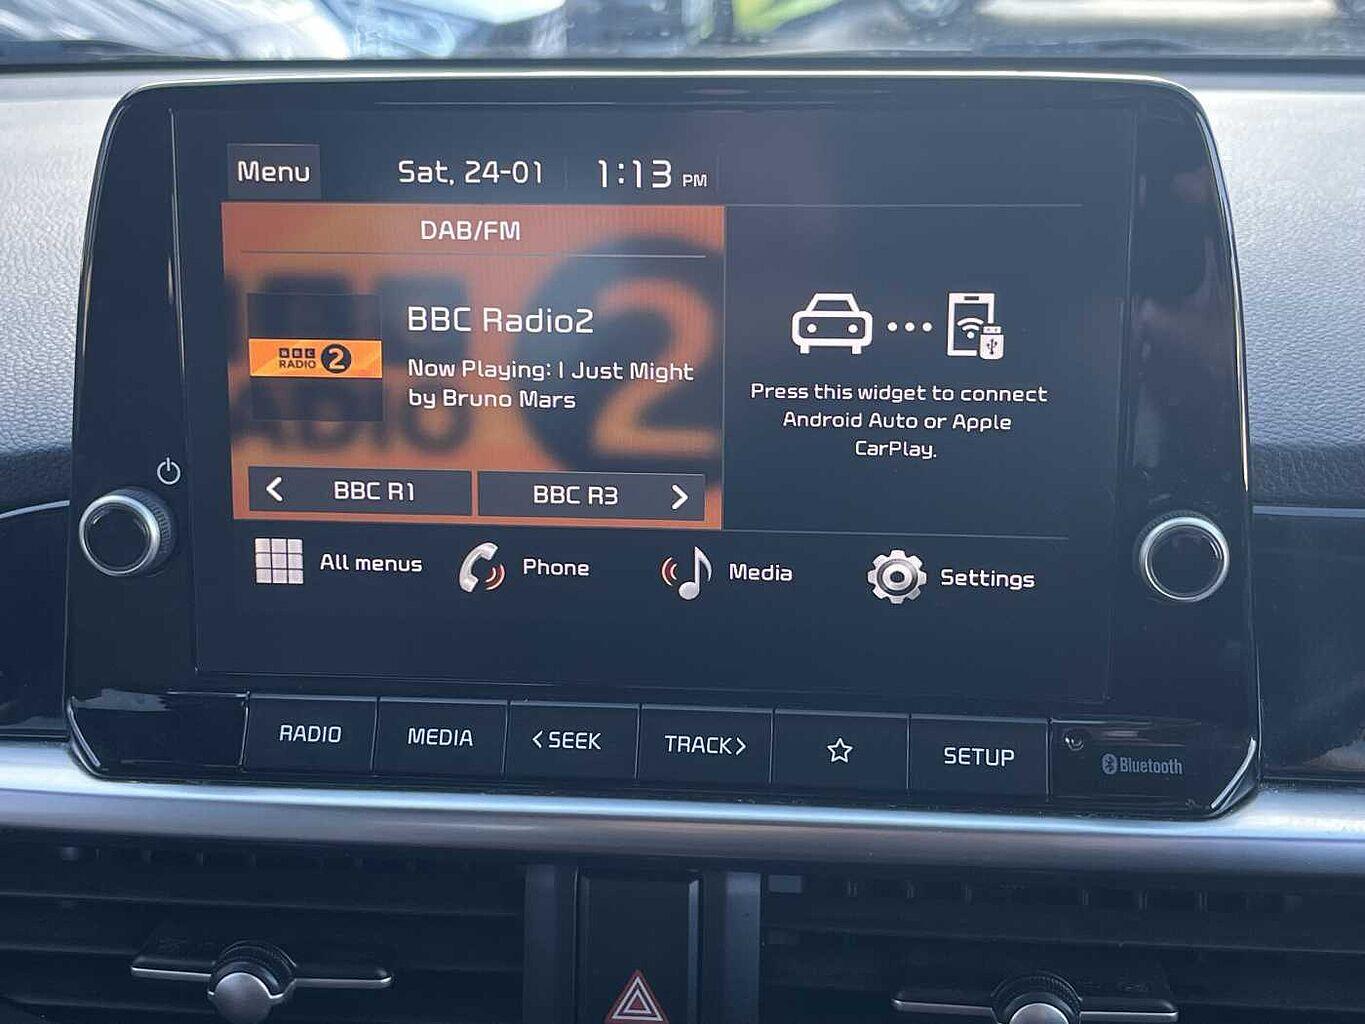 Menu Sat, 24-01 1:13 PM
DAB/FM
BBC Radio2
BBC
RADIO 2
Now Playing: I Just Might
by Bruno Mars
BBC R1 BBC R3
Press this widget to connect
Android Auto or Apple
CarPlay.
All menus Phone Media Settings
RADIO MEDIA <SEEK TRACK> SETUP Bluetooth